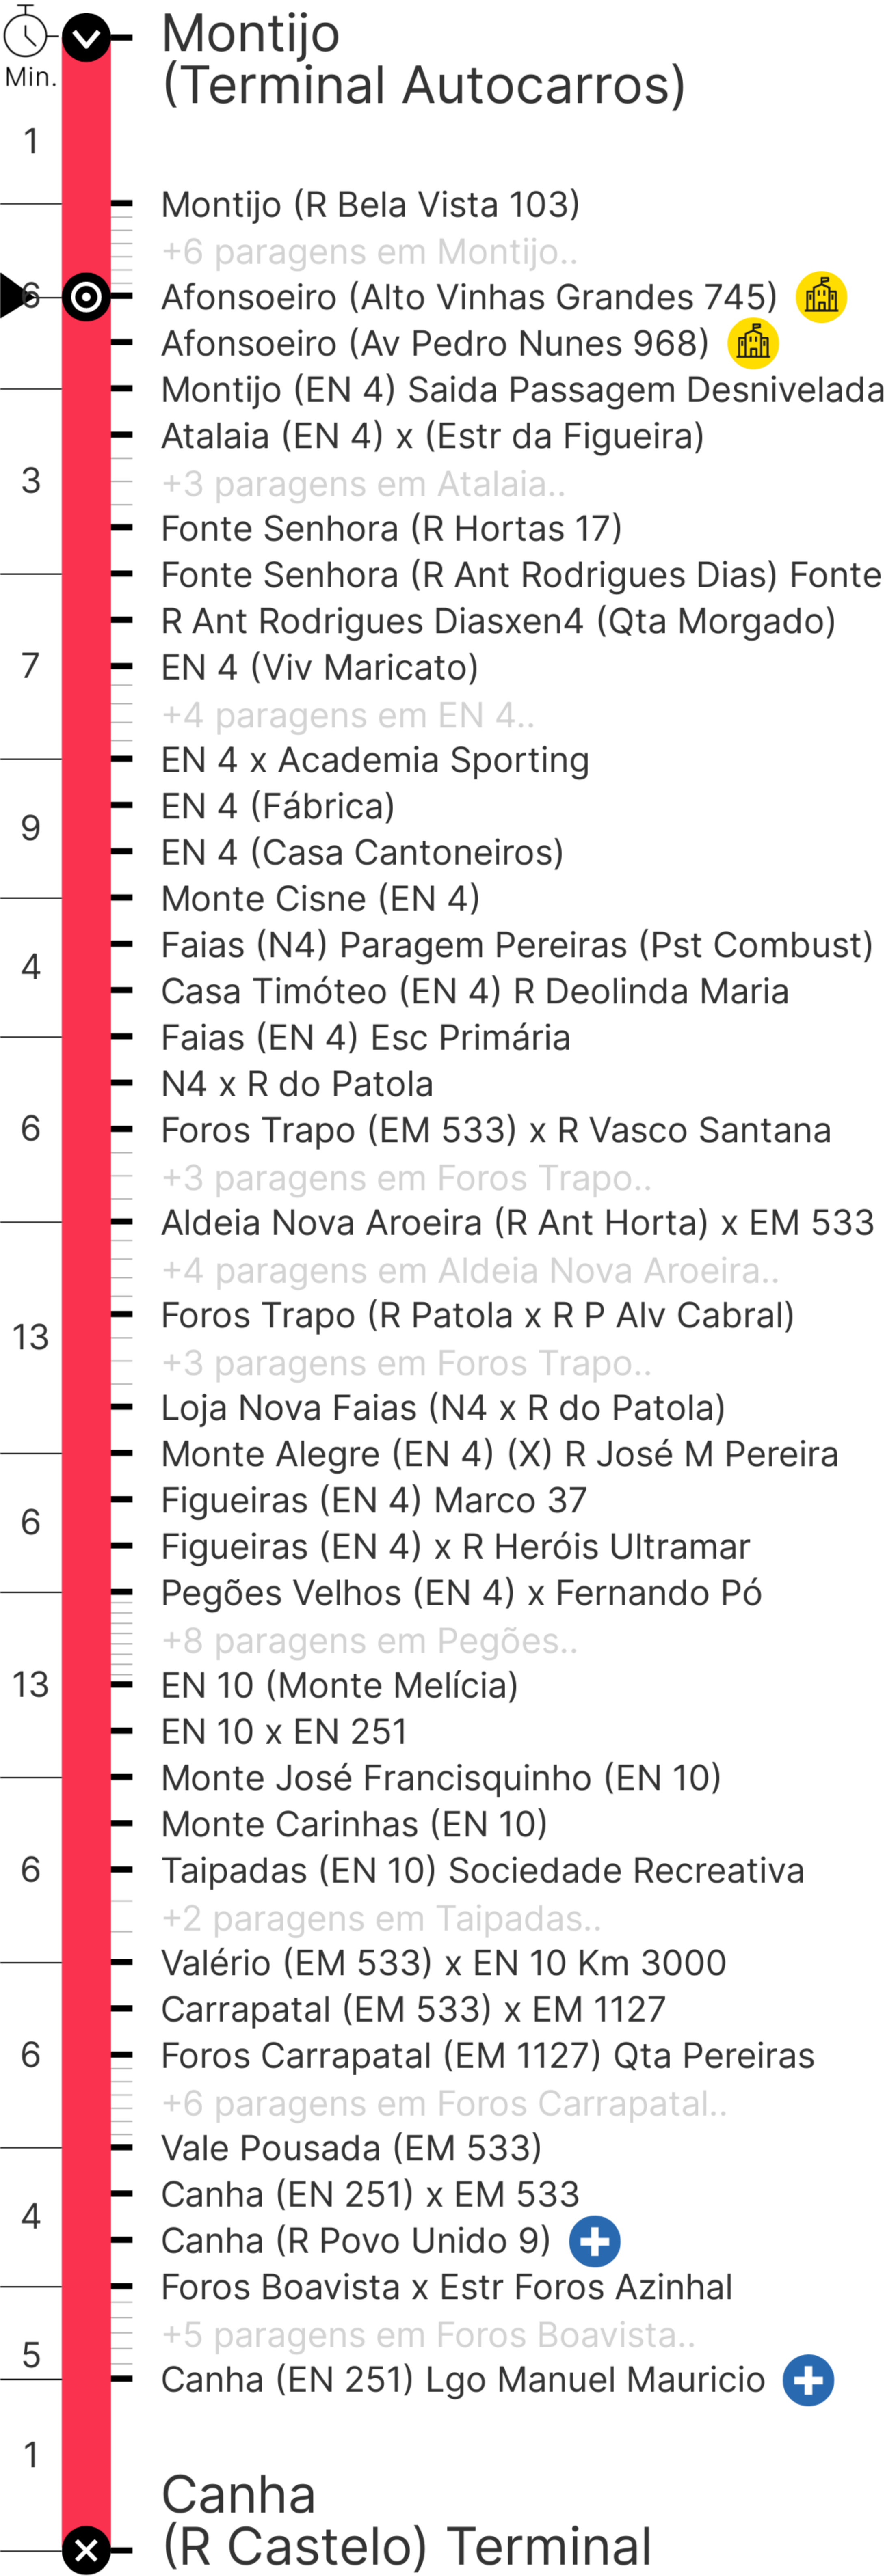 Montijo
(Terminal Autocarros)
Min.
1
Montijo (R Bela Vista 103)
+6 paragens em Montijo..
6
Afonsoeiro (Alto Vinhas Grandes 745)
Afonsoeiro (Av Pedro Nunes 968)
Montijo (EN 4) Saida Passagem Desnivelada
Atalaia (EN 4) x (Estr da Figueira)
3
+3 paragens em Atalaia..
Fonte Senhora (R Hortas 17)
Fonte Senhora (R Ant Rodrigues Dias) Fonte
R Ant Rodrigues Diasxen4 (Qta Morgado)
7
EN 4 (Viv Maricato)
+4 paragens em EN 4..
EN 4 x Academia Sporting
EN 4 (Fábrica)
9
EN 4 (Casa Cantoneiros)
Monte Cisne (EN 4)
Faias (N4) Paragem Pereiras (Pst Combust)
4
Casa Timóteo (EN 4) R Deolinda Maria
Faias (EN 4) Esc Primária
N4 x R do Patola
6
Foros Trapo (EM 533) x R Vasco Santana
+3 paragens em Foros Trapo..
Aldeia Nova Aroeira (R Ant Horta) x EM 533
+4 paragens em Aldeia Nova Aroeira..
Foros Trapo (R Patola x R P Alv Cabral)
13
+3 paragens em Foros Trapo..
Loja Nova Faias (N4 x R do Patola)
Monte Alegre (EN 4) (X) R José M Pereira
Figueiras (EN 4) Marco 37
6
Figueiras (EN 4) x R Heróis Ultramar
Pegões Velhos (EN 4) x Fernando Pó
+8 paragens em Pegões..
13
EN 10 (Monte Melícia)
EN 10 x EN 251
Monte José Francisquinho (EN 10)
Monte Carinhas (EN 10)
6
Taipadas (EN 10) Sociedade Recreativa
+2 paragens em Taipadas..
Valério (EM 533) x EN 10 Km 3000
Carrapatal (EM 533) x EM 1127
6
Foros Carrapatal (EM 1127) Qta Pereiras
+6 paragens em Foros Carrapatal..
Vale Pousada (EM 533)
Canha (EN 251) x EM 533
4
Canha (R Povo Unido 9)
Foros Boavista x Estr Foros Azinhal
+5 paragens em Foros Boavista..
5
Canha (EN 251) Lgo Manuel Mauricio
1
Canha
(R Castelo) Terminal